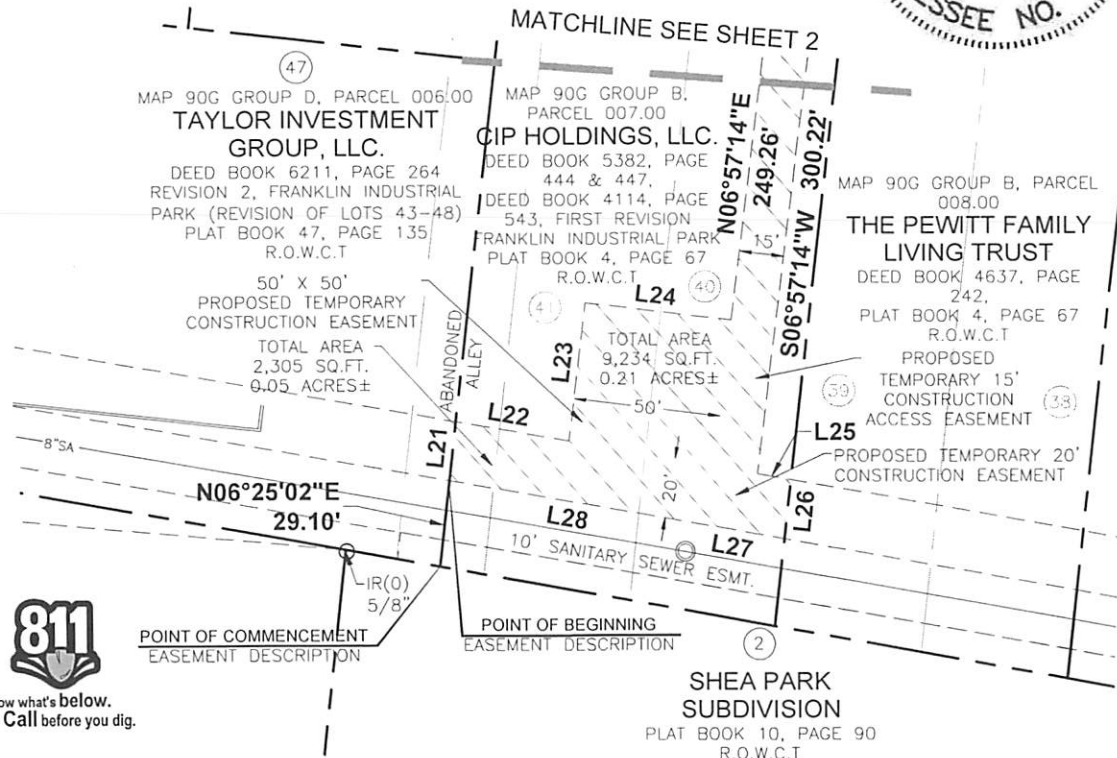 ESSEE NO.
MATCHLINE SEE SHEET 2
47
MAP 90G GROUP D, PARCEL 006.00
TAYLOR INVESTMENT
GROUP, LLC.
DEED BOOK 6211, PAGE 264
REVISION 2, FRANKLIN INDUSTRIAL
PARK (REVISION OF LOTS 43-48)
PLAT BOOK 47, PAGE 135
R.O.W.C.T
MAP 90G GROUP B,
PARCEL 007.00
CIP HOLDINGS, LLC.
DEED BOOK 5382, PAGE
444 & 447,
DEED BOOK 4114, PAGE
543, FIRST REVISION
FRANKLIN INDUSTRIAL PARK
PLAT BOOK 4, PAGE 67
R.O.W.C.T
N06°57'14"E
249.26'
S06°57'14"W 300.22'
15'
MAP 90G GROUP B, PARCEL
008.00
THE PEWITT FAMILY
LIVING TRUST
DEED BOOK 4637, PAGE
242,
PLAT BOOK 4, PAGE 67
R.O.W.C.T
50' X 50'
PROPOSED TEMPORARY
CONSTRUCTION EASEMENT
TOTAL AREA
2,305 SQ.FT.
0.05 ACRES±
ABANDONED
ALLEY
41
L24
40
L23
TOTAL AREA
9,234 SQ.FT.
0.21 ACRES±
50'
PROPOSED
TEMPORARY 15'
CONSTRUCTION
ACCESS EASEMENT
39
38
L22
L21
L25
PROPOSED TEMPORARY 20'
CONSTRUCTION EASEMENT
8"SA
20'
L26
N06°25'02"E
29.10'
L28
L27
10' SANITARY SEWER ESMT.
IR(O)
5/8"
POINT OF COMMENCEMENT
EASEMENT DESCRIPTION
POINT OF BEGINNING
EASEMENT DESCRIPTION
2
SHEA PARK
SUBDIVISION
PLAT BOOK 10, PAGE 90
R.O.W.C.T
811
ow what's below.
Call before you dig.